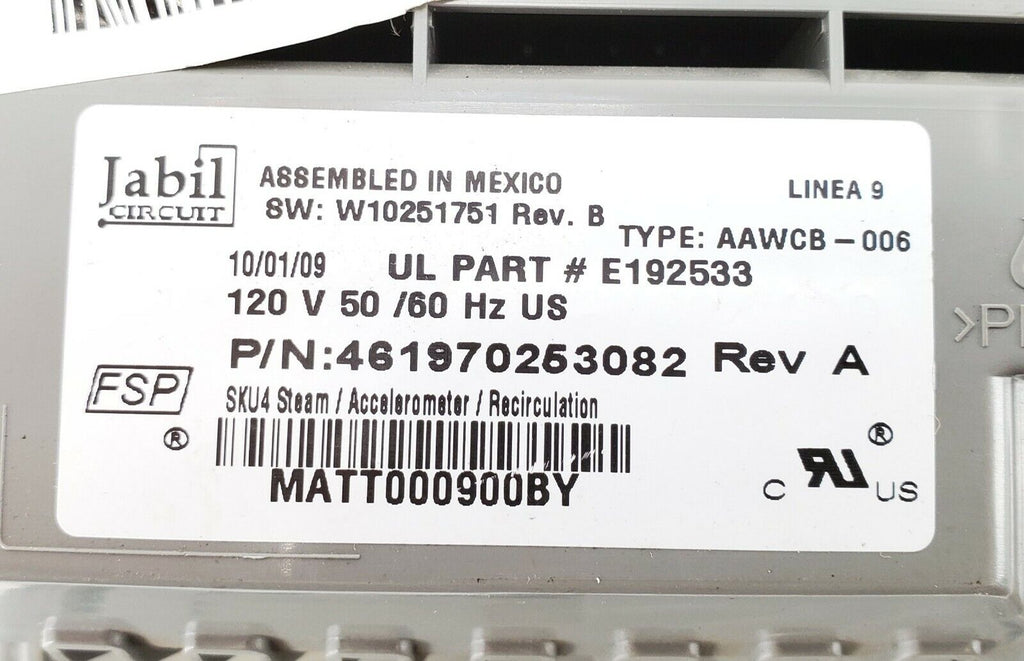 Jabil
CIRCUIT
ASSEMBLED IN MEXICO
LINEA 9
SW: W10251751 Rev. B
TYPE: AAWCB-006
10/01/09 UL PART # E192533
120 V 50 /60 Hz US
P/N:461970253082 Rev A
FSP
®
SKU4 Steam / Accelerometer / Recirculation
MATT000900BY
®
C RU US